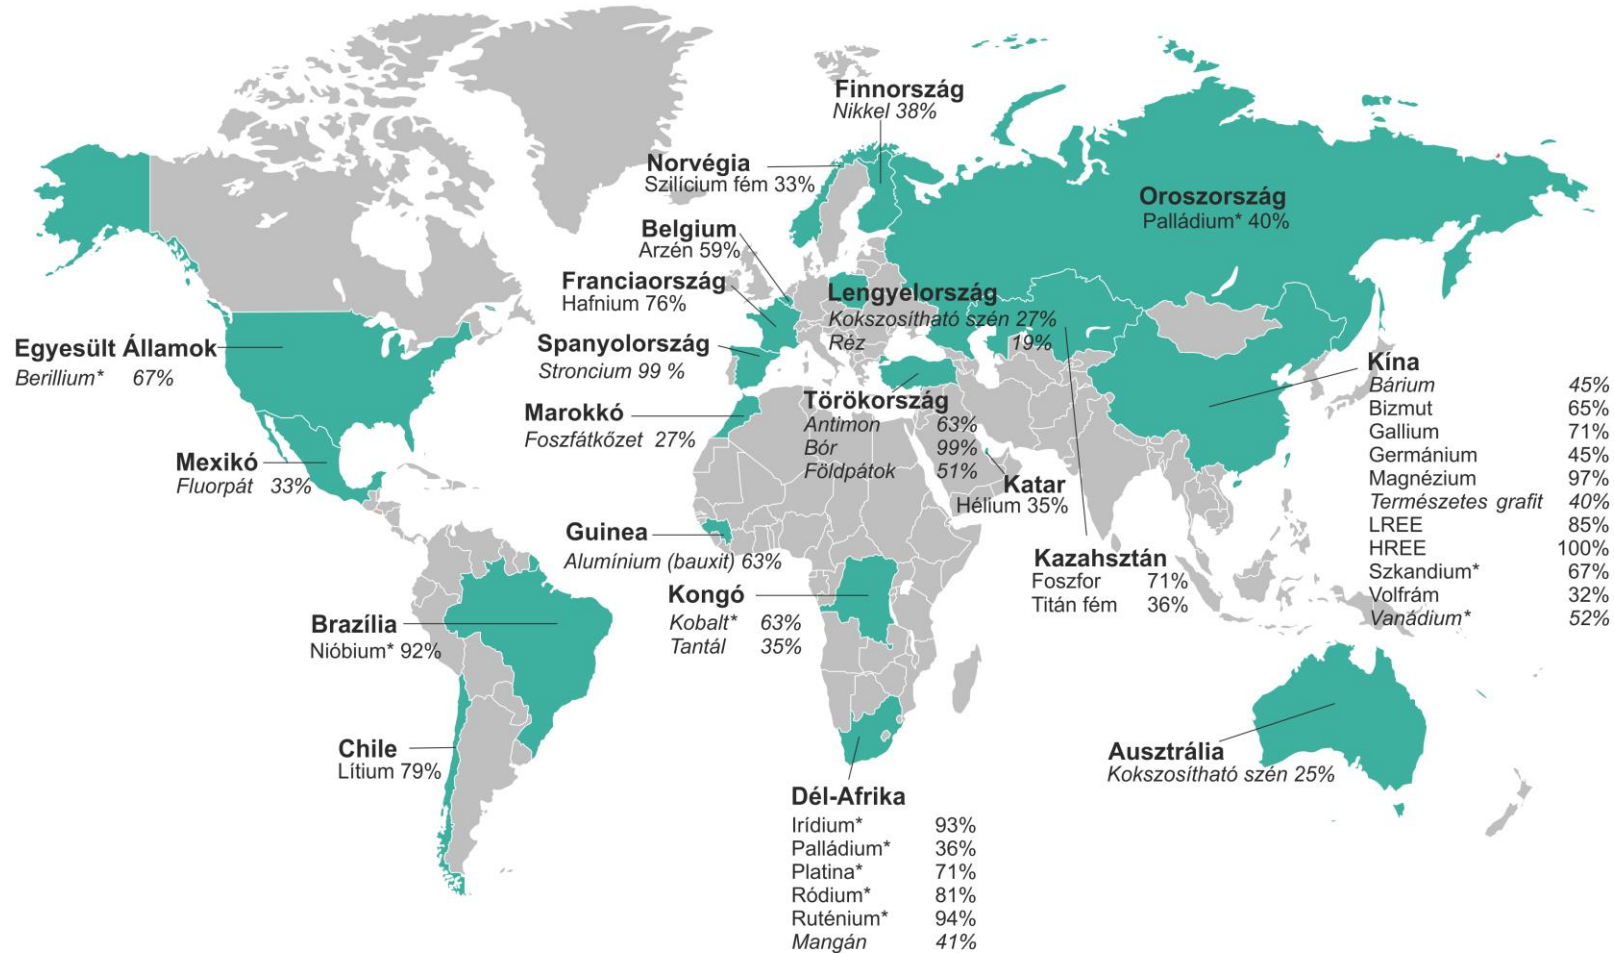 Finnország
Nikkel 38%
Norvégia
Szilícium fém 33%
Oroszország
Palládium* 40%
Belgium
Arzén 59%
Franciaország
Hafnium 76%
Lengyelország
Kokszosítható szén 27%
Réz 19%
Egyesült Államok
Berillium* 67%
Spanyolország
Stroncium 99 %
Kína
Bárium 45%
Bizmut 65%
Gallium 71%
Germánium 45%
Magnézium 97%
Természetes grafit 40%
LREE 85%
HREE 100%
Szkandium* 67%
Volfrám 32%
Vanádium* 52%
Marokkó
Foszfátkőzet 27%
Törökország
Antimon 63%
Bór 99%
Földpátok 51%
Mexikó
Fluorpát 33%
Katar
Hélium 35%
Guinea
Alumínium (bauxit) 63%
Kazahsztán
Foszfor 71%
Titán fém 36%
Kongó
Kobalt* 63%
Tantál 35%
Brazília
Nióbium* 92%
Chile
Lítium 79%
Ausztrália
Kokszosítható szén 25%
Dél-Afrika
Irídium* 93%
Palládium* 36%
Platina* 71%
Ródium* 81%
Ruténium* 94%
Mangán 41%